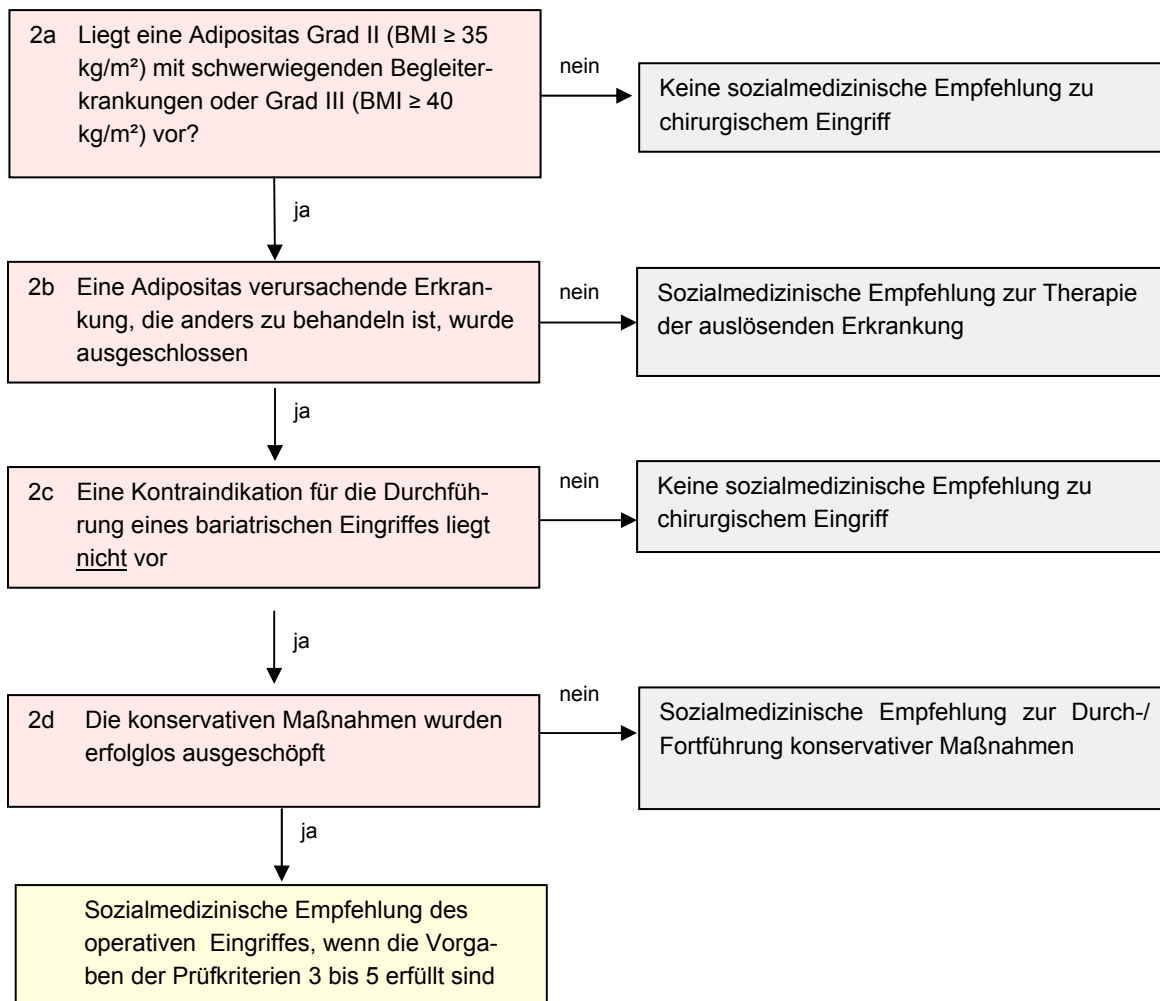 2a Liegt eine Adipositas Grad II (BMI ≥ 35
kg/m²) mit schwerwiegenden Begleiter-
krankungen oder Grad III (BMI ≥ 40
kg/m²) vor?
nein
Keine sozialmedizinische Empfehlung zu
chirurgischem Eingriff
ja
2b Eine Adipositas verursachende Erkran-
kung, die anders zu behandeln ist, wurde
ausgeschlossen
nein
Sozialmedizinische Empfehlung zur Therapie
der auslösenden Erkrankung
ja
2c Eine Kontraindikation für die Durchfüh-
rung eines bariatrischen Eingriffes liegt
nicht vor
nein
Keine sozialmedizinische Empfehlung zu
chirurgischem Eingriff
ja
2d Die konservativen Maßnahmen wurden
erfolglos ausgeschöpft
nein
Sozialmedizinische Empfehlung zur Durch-/
Fortführung konservativer Maßnahmen
ja
Sozialmedizinische Empfehlung des
operativen Eingriffes, wenn die Vorga-
ben der Prüfkriterien 3 bis 5 erfüllt sind